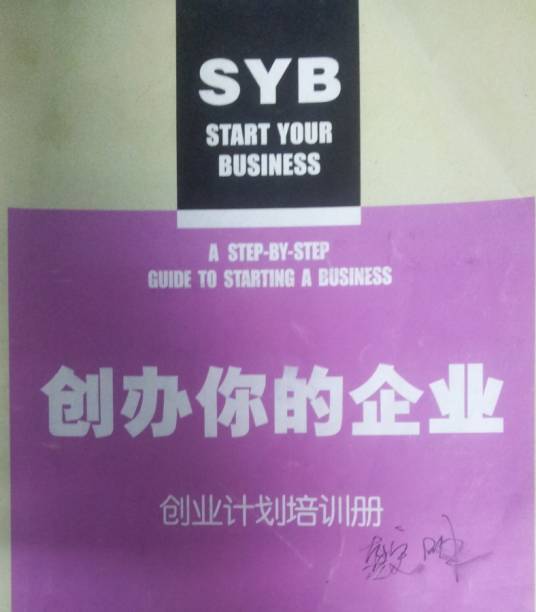 SYB
START YOUR
BUSINESS
A STEP-BY-STEP
GUIDE TO STARTING A BUSINESS
创办你的企业
创业计划培训册